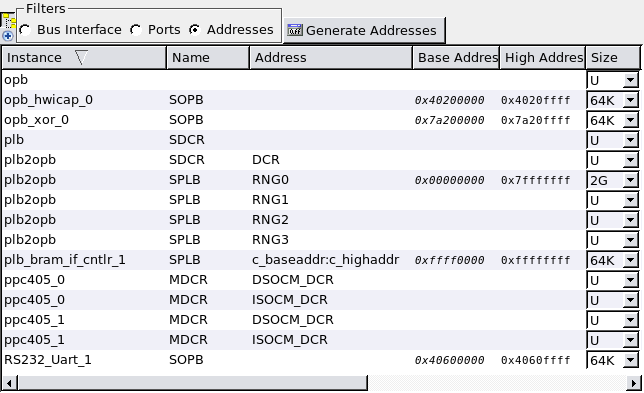 Filters
Bus Interface Ports Addresses Generate Addresses
Instance Name Address Base Addres High Addres Size
opb U
opb_hwicap_0 SOPB 0x40200000 0x4020ffff 64K
opb_xor_0 SOPB 0x7a200000 0x7a20ffff 64K
plb SDCR U
plb2opb SDCR DCR U
plb2opb SPLB RNG0 0x00000000 0x7fffffff 2G
plb2opb SPLB RNG1 U
plb2opb SPLB RNG2 U
plb2opb SPLB RNG3 U
plb_bram_if_cntlr_1 SPLB c_baseaddr:c_highaddr 0xffff0000 0xffffffff 64K
ppc405_0 MDCR DSOCM_DCR U
ppc405_0 MDCR ISOCM_DCR U
ppc405_1 MDCR DSOCM_DCR U
ppc405_1 MDCR ISOCM_DCR U
RS232_Uart_1 SOPB 0x40600000 0x4060ffff 64K